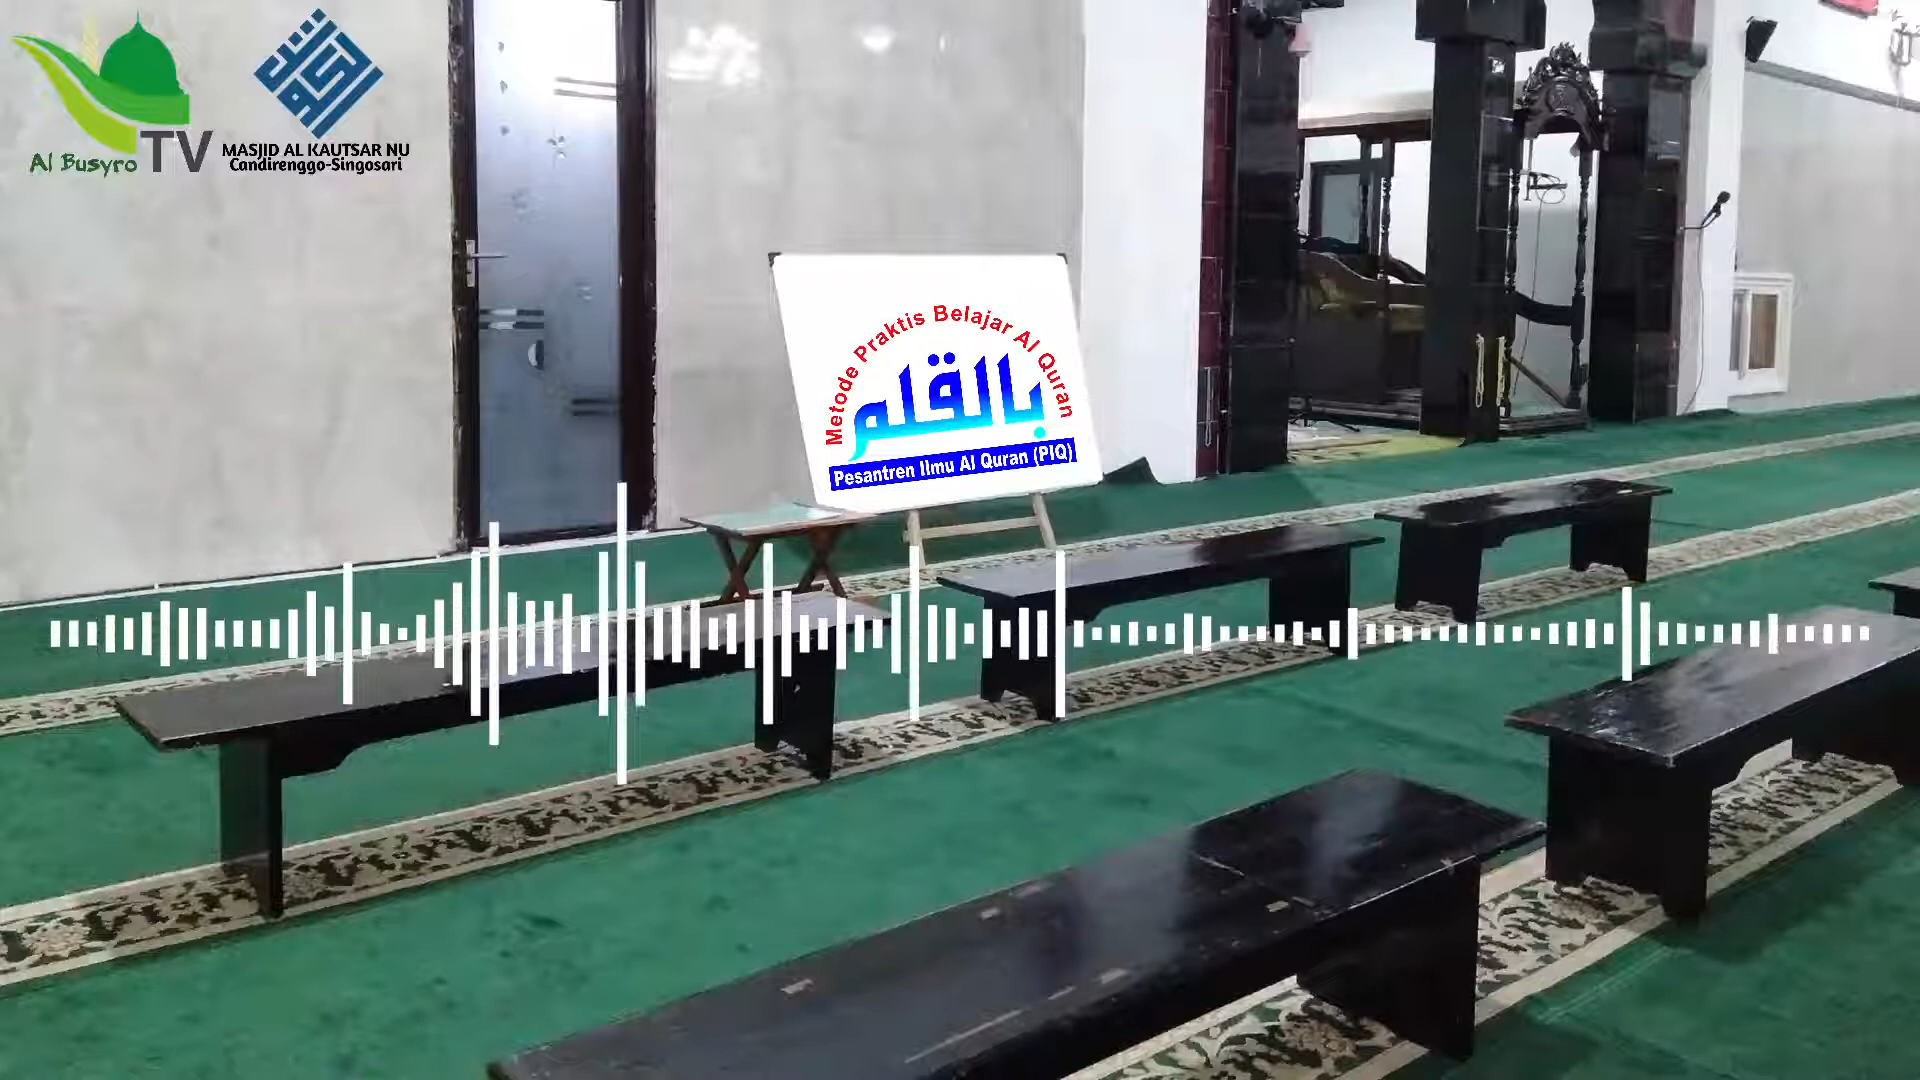 Al Busyro TV
الكوثر
MASJID AL KAUTSAR NU
Candirenggo-Singosari
Metode Praktis Belajar Al Quran
بالقلم
Pesantren Ilmu Al Quran (PIQ)